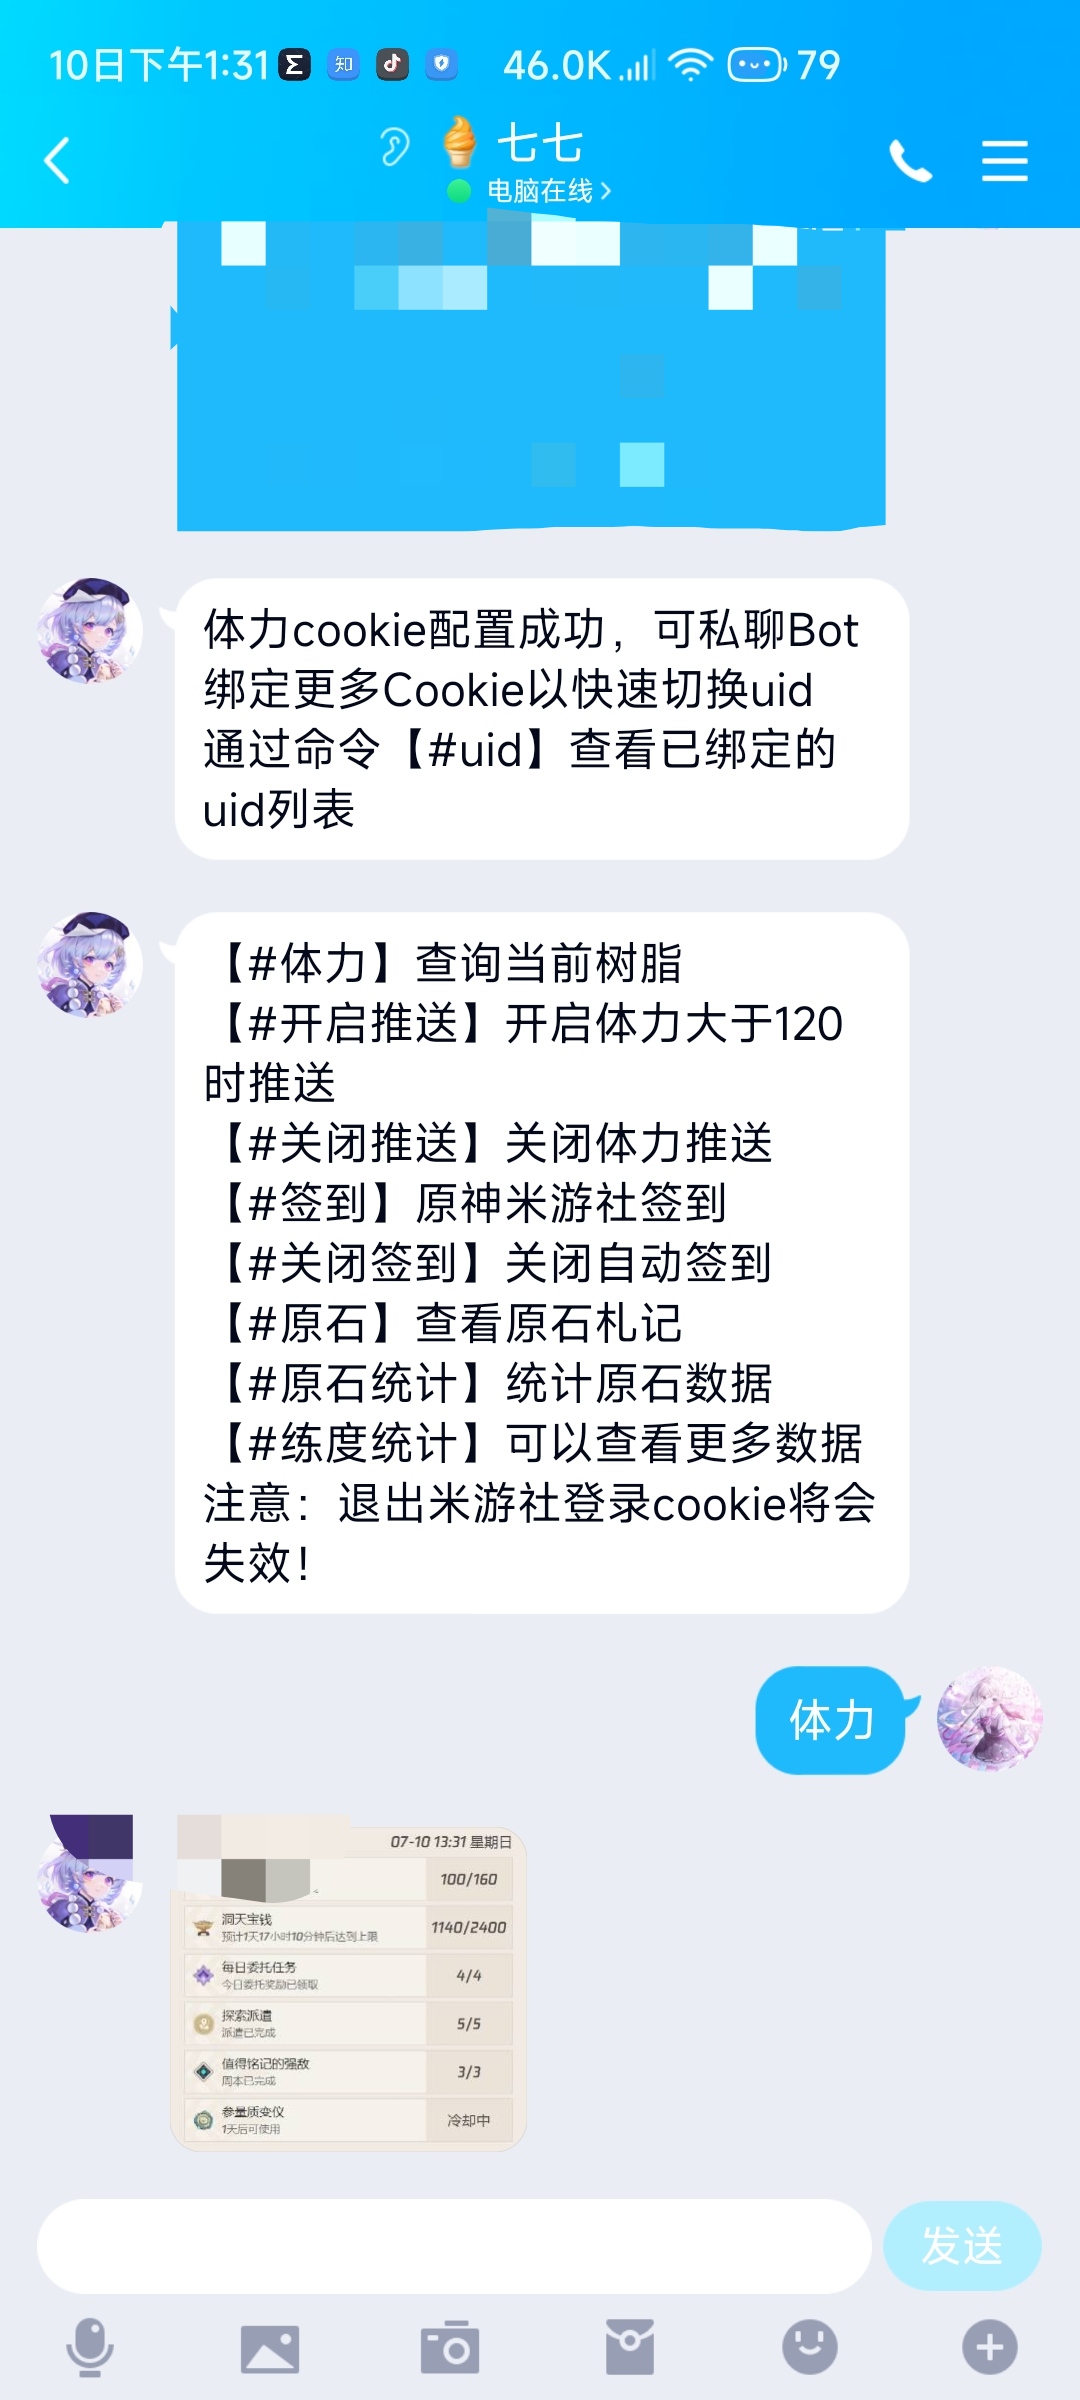 10日下午1:31 知 46.0K 79
七七
电脑在线
体力cookie配置成功，可私聊Bot
绑定更多Cookie以快速切换uid
通过命令【#uid】查看已绑定的
uid列表
【#体力】查询当前树脂
【#开启推送】开启体力大于120
时推送
【#关闭推送】关闭体力推送
【#签到】原神米游社签到
【#关闭签到】关闭自动签到
【#原石】查看原石札记
【#原石统计】统计原石数据
【#练度统计】可以查看更多数据
注意：退出米游社登录cookie将会
失效！
体力
07-10 13:31 星期日
100/160
洞天宝钱
预计1天17小时10分钟后达到上限
1140/2400
每日委托任务
今日委托奖励已领取
4/4
探索派遣
派遣已完成
5/5
值得铭记的强敌
周本已完成
3/3
参量质变仪
1天后可使用
冷却中
发送